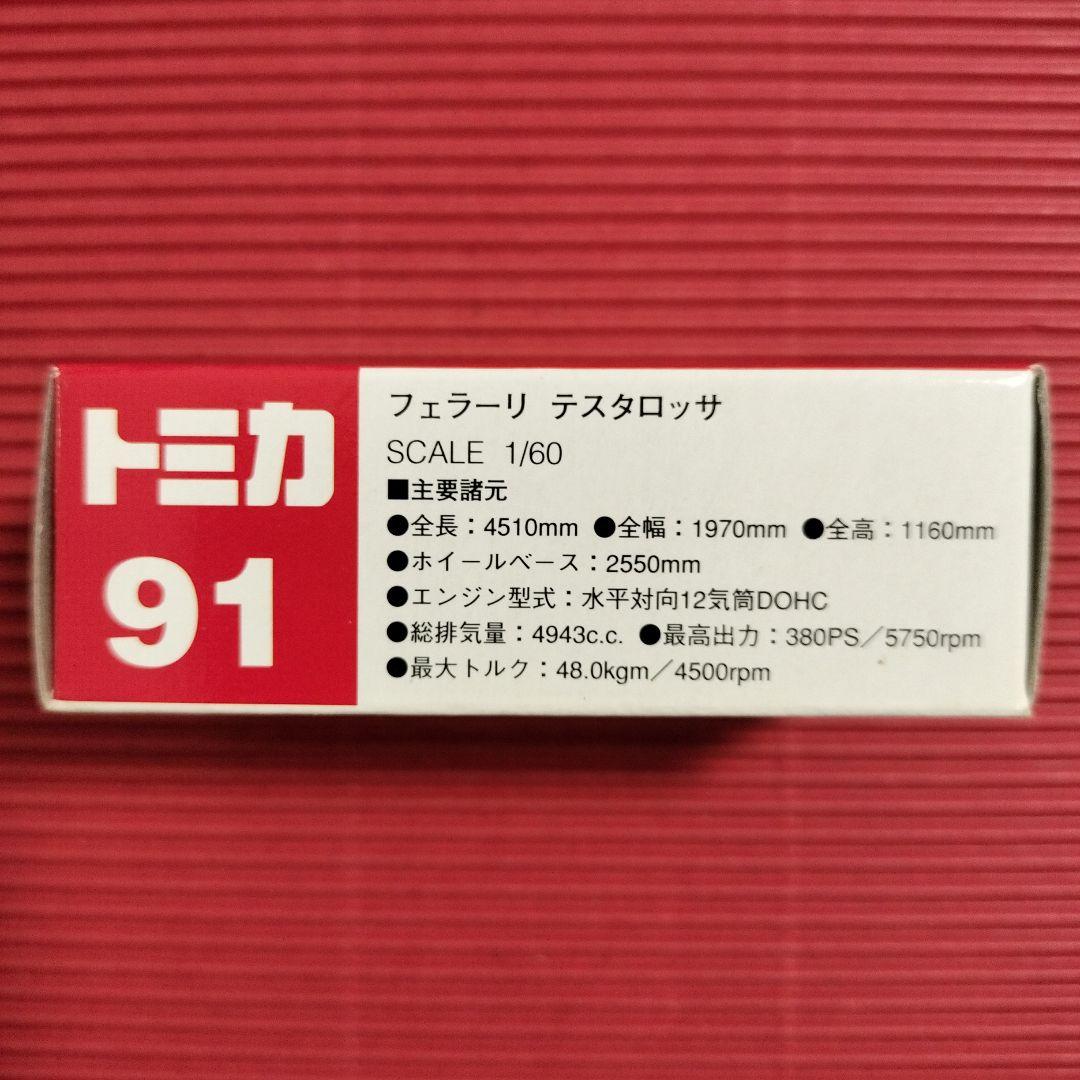 トミカ
91
フェラーリ テスタロッサ
SCALE 1/60
■主要諸元
●全長：4510mm ●全幅：1970mm ●全高：1160mm
●ホイールベース：2550mm
●エンジン型式：水平対向12気筒DOHC
●総排気量：4943c.c. ●最高出力：380PS／5750rpm
●最大トルク：48.0kgm／4500rpm